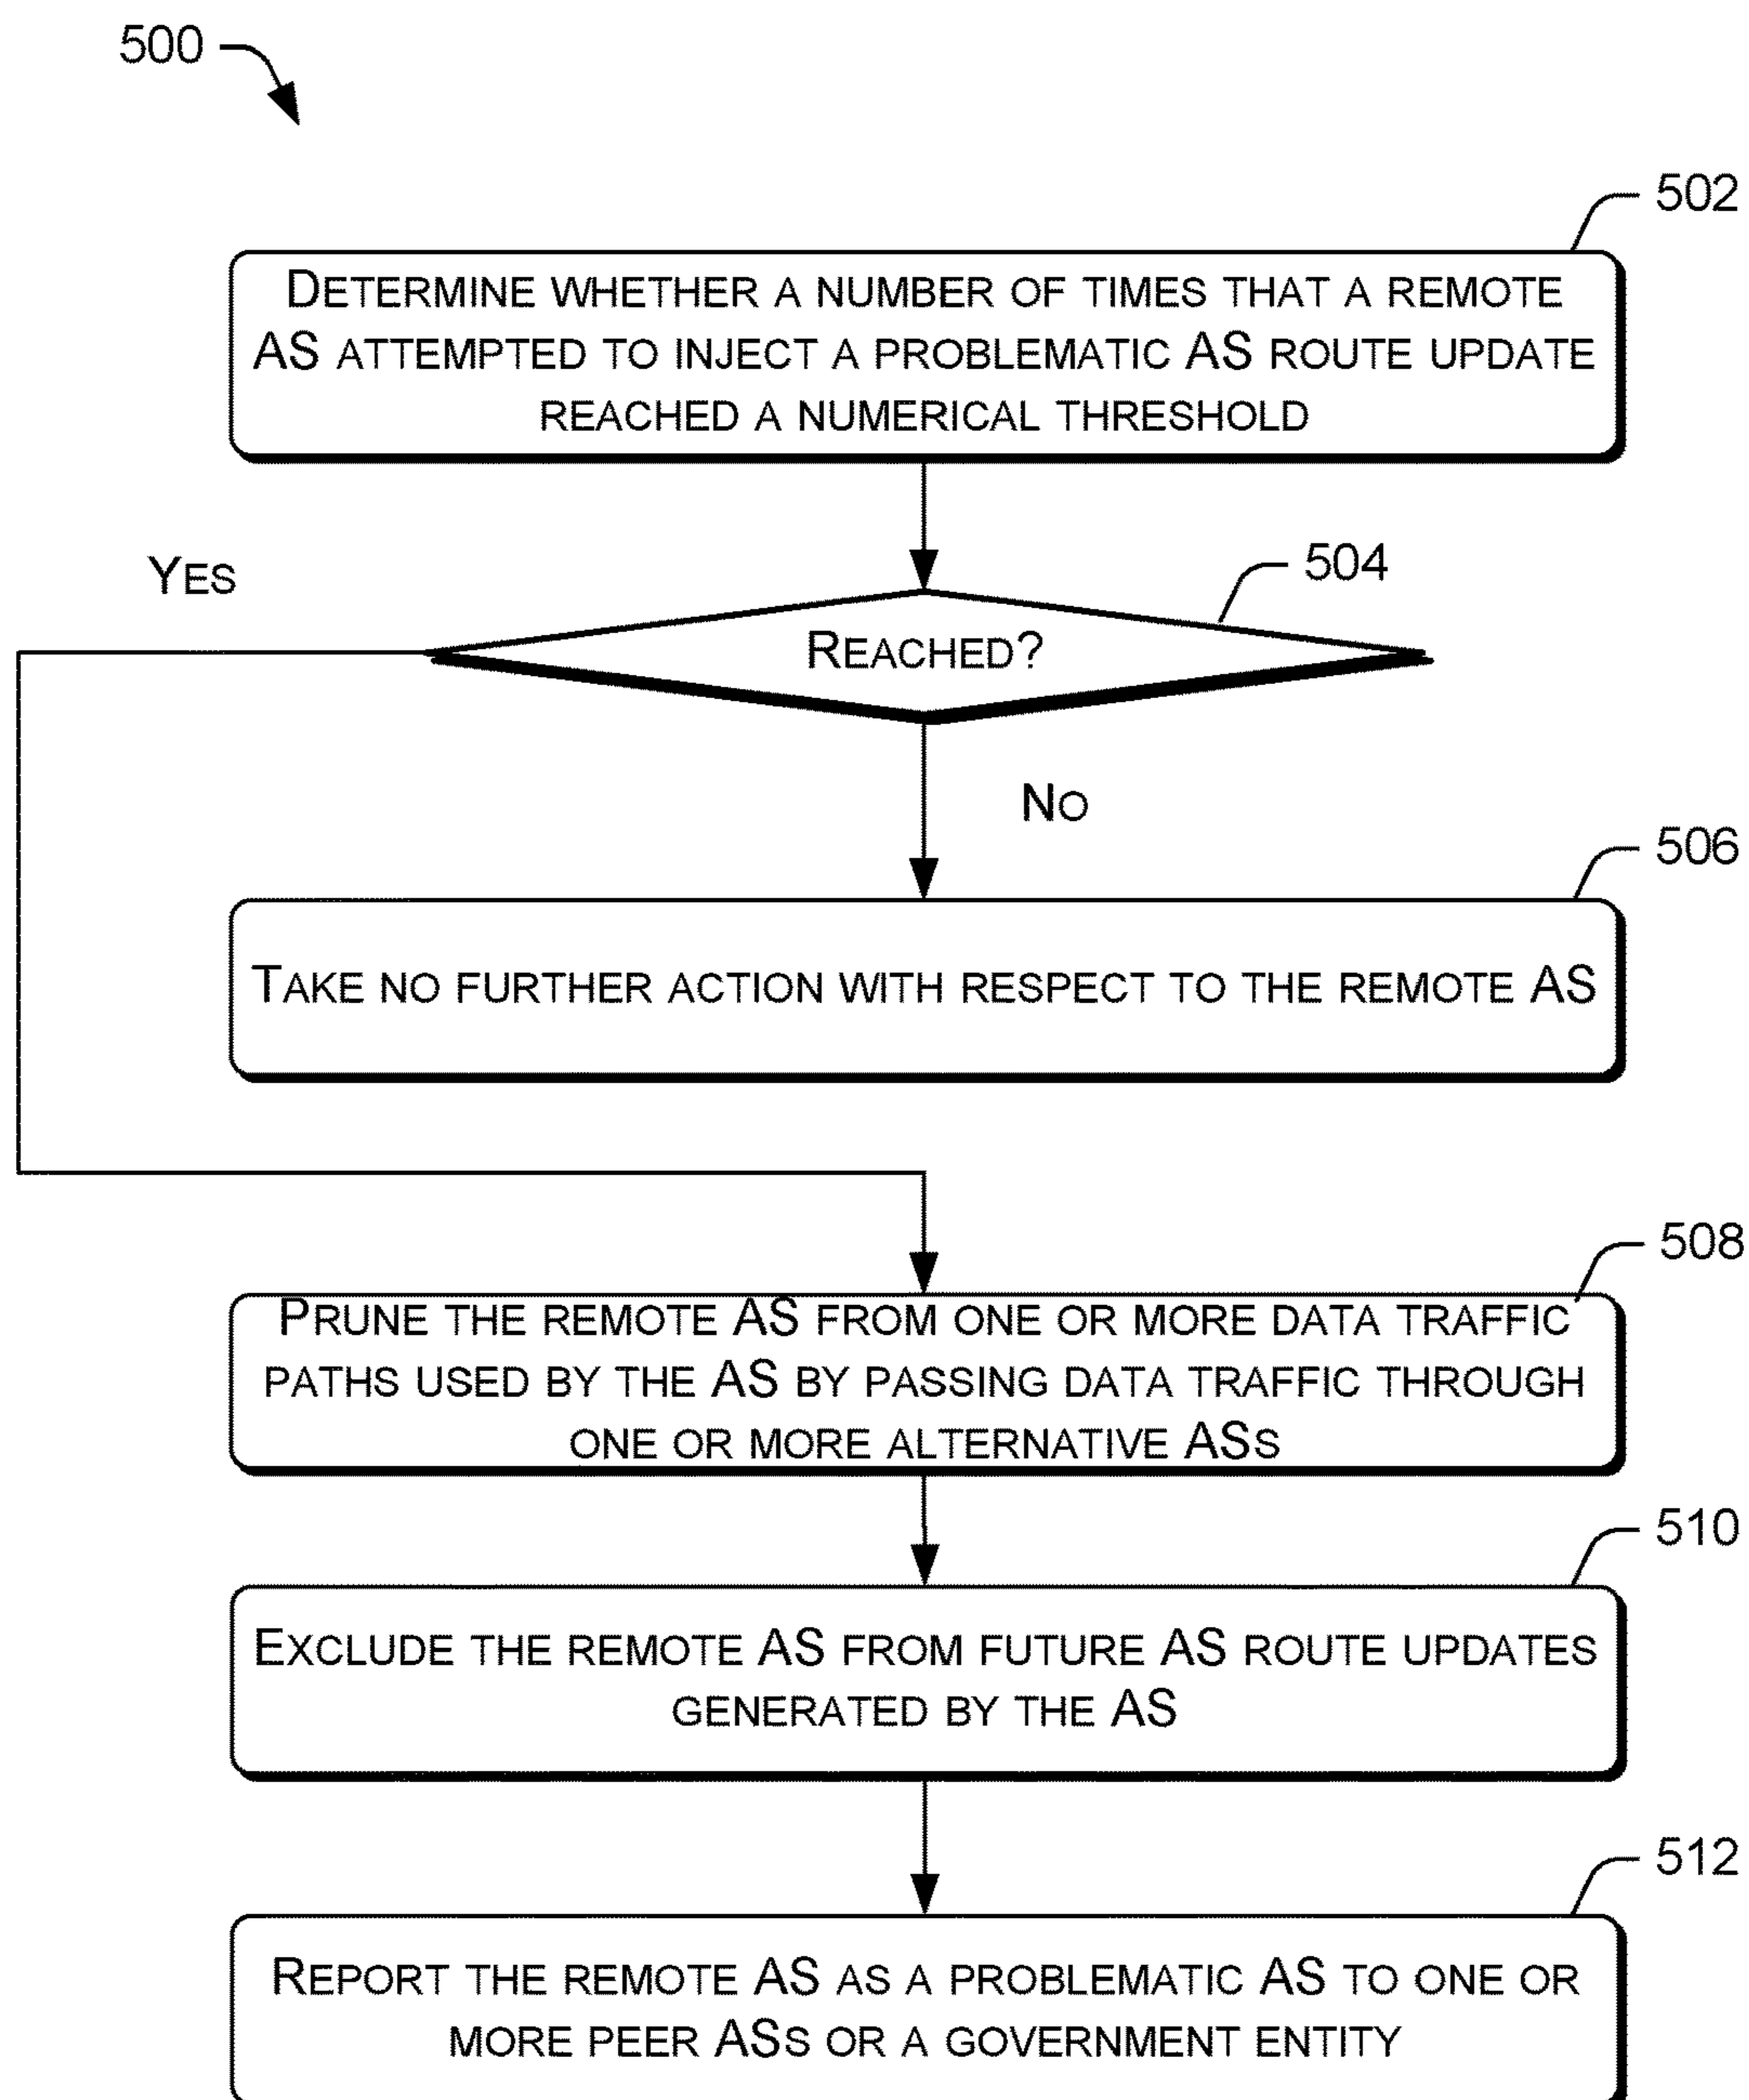 500
502
DETERMINE WHETHER A NUMBER OF TIMES THAT A REMOTE
AS ATTEMPTED TO INJECT A PROBLEMATIC AS ROUTE UPDATE
REACHED A NUMERICAL THRESHOLD
YES
504
REACHED?
NO
506
TAKE NO FURTHER ACTION WITH RESPECT TO THE REMOTE AS
508
PRUNE THE REMOTE AS FROM ONE OR MORE DATA TRAFFIC
PATHS USED BY THE AS BY PASSING DATA TRAFFIC THROUGH
ONE OR MORE ALTERNATIVE ASS
510
EXCLUDE THE REMOTE AS FROM FUTURE AS ROUTE UPDATES
GENERATED BY THE AS
512
REPORT THE REMOTE AS AS A PROBLEMATIC AS TO ONE OR
MORE PEER ASS OR A GOVERNMENT ENTITY